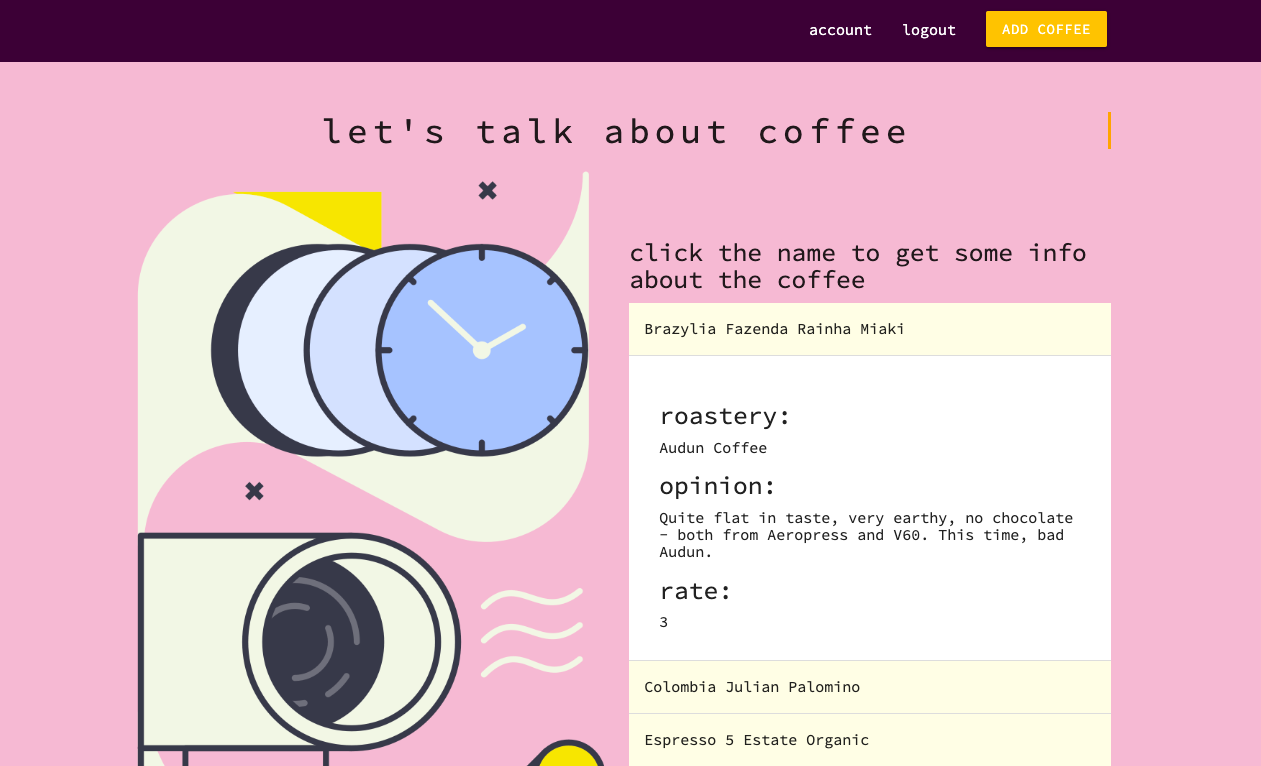 account logout ADD COFFEE
let's talk about coffee
click the name to get some info
about the coffee
Brazylia Fazenda Rainha Miaki
roastery:
Audun Coffee
opinion:
Quite flat in taste, very earthy, no chocolate
- both from Aeropress and V60. This time, bad
Audun.
rate:
3
Colombia Julian Palomino
Espresso 5 Estate Organic